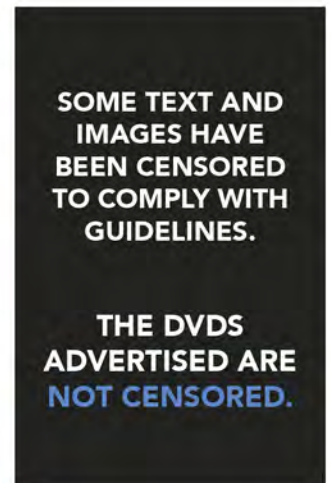 SOME TEXT AND
IMAGES HAVE
BEEN CENSORED
TO COMPLY WITH
GUIDELINES.
THE DVDS
ADVERTISED ARE
NOT CENSORED.